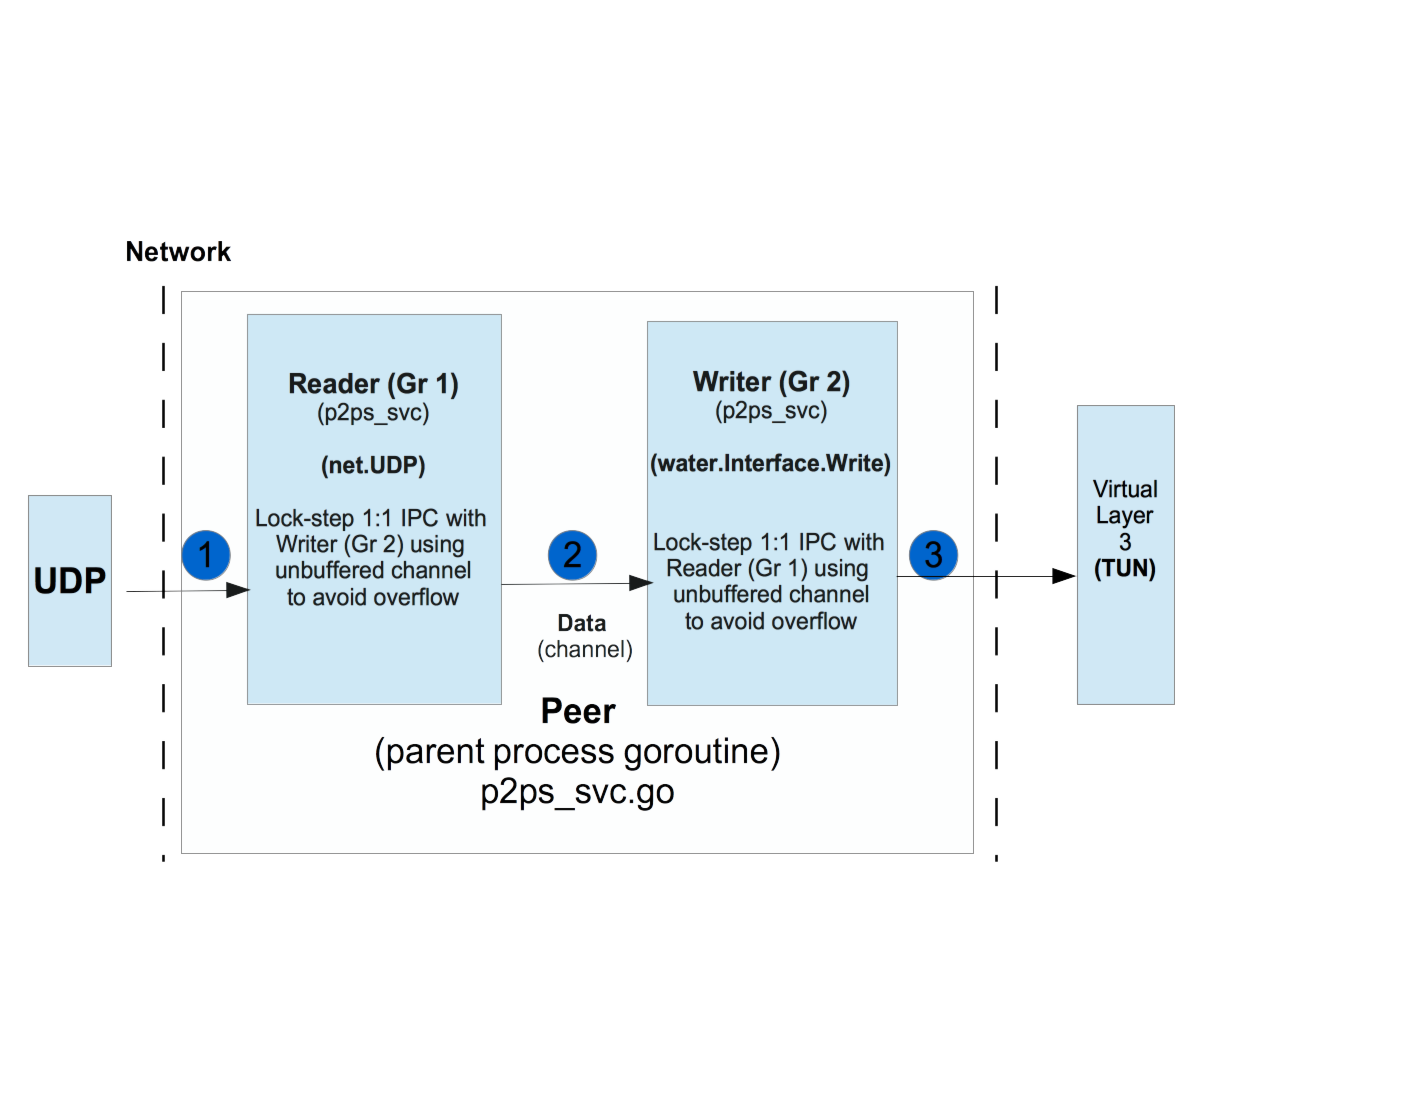 Network
UDP
1
Reader (Gr 1)
(p2ps_svc)
(net.UDP)
Lock-step 1:1 IPC with
Writer (Gr 2) using
unbuffered channel
to avoid overflow
2
Data
(channel)
Writer (Gr 2)
(p2ps_svc)
(water.Interface.Write)
Lock-step 1:1 IPC with
Reader (Gr 1) using
unbuffered channel
to avoid overflow
3
Virtual
Layer
3
(TUN)
Peer
(parent process goroutine)
p2ps_svc.go